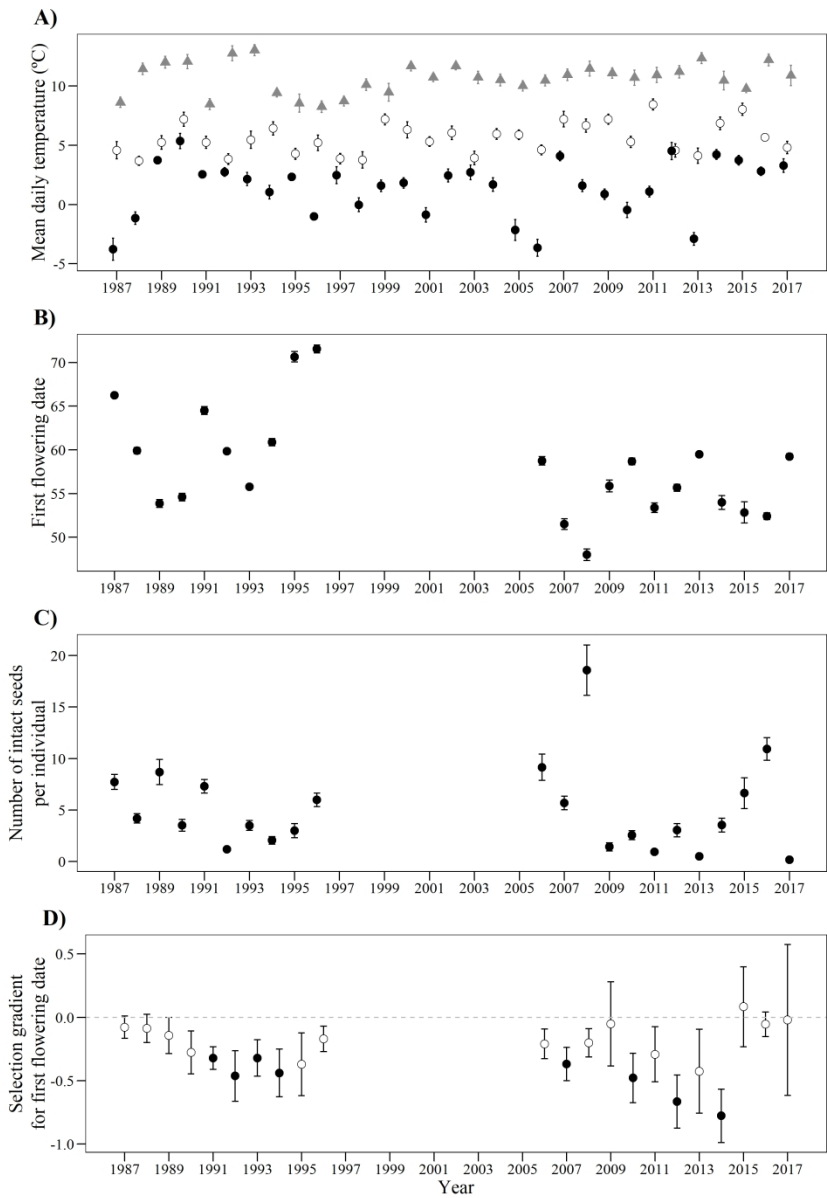 A)
Mean daily temperature (ºC)
10
5
0
-5
1987 1989 1991 1993 1995 1997 1999 2001 2003 2005 2007 2009 2011 2013 2015 2017
B)
First flowering date
70
65
60
55
50
1987 1989 1991 1993 1995 1997 1999 2001 2003 2005 2007 2009 2011 2013 2015 2017
C)
Number of intact seeds
per individual
20
15
10
5
0
1987 1989 1991 1993 1995 1997 1999 2001 2003 2005 2007 2009 2011 2013 2015 2017
D)
Selection gradient
for first flowering date
0.5
0.0
-0.5
-1.0
1987 1989 1991 1993 1995 1997 1999 2001 2003 2005 2007 2009 2011 2013 2015 2017
Year